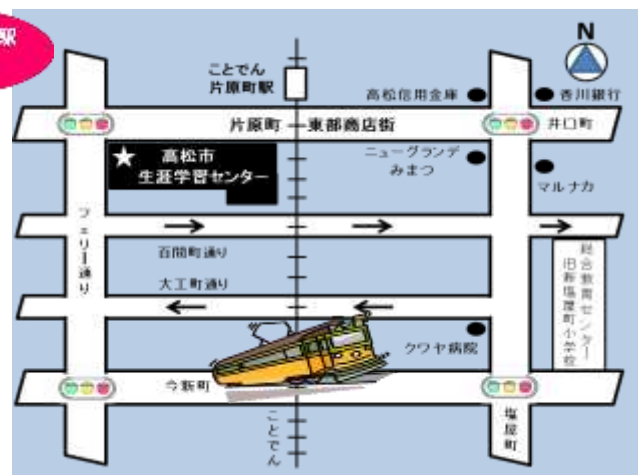 駅
N
ことでん
片原町駅
高松信用金庫
香川銀行
片原町
東部商店街
井口町
★ 高松市
生涯学習センター
ニューグランデ
みまつ
マルナカ
フェリー通り
百間町通り
大工町通り
総合教育センター
旧新塩屋町小学校
クワヤ病院
今新町
ことでん
塩屋町